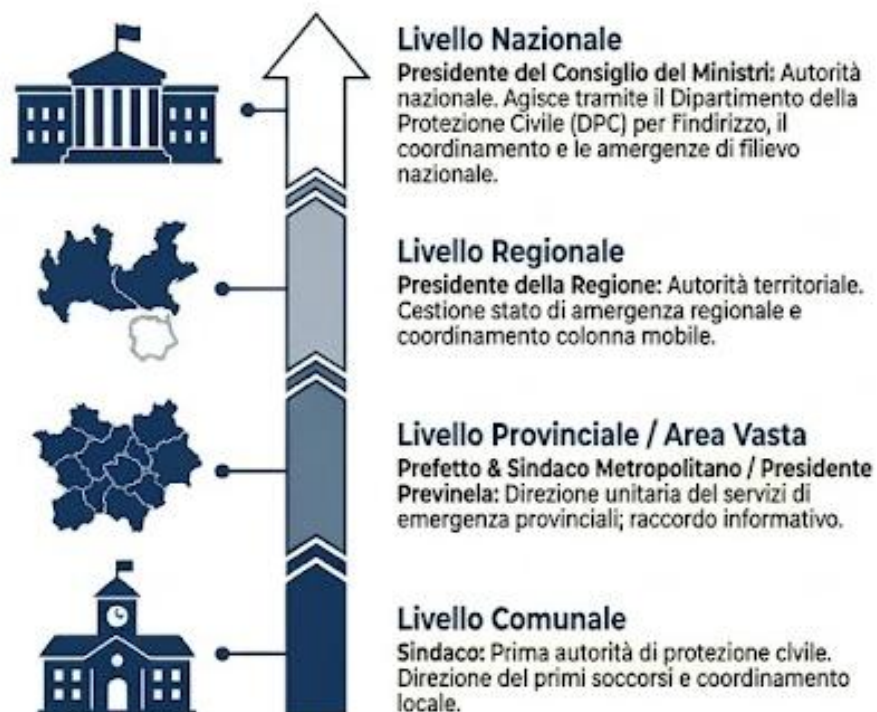 Livello Nazionale
Presidente del Consiglio del Ministri: Autorità
nazionale. Agisce tramite il Dipartimento della
Protezione Civile (DPC) per Findirizzo, il
coordinamento e le amergenze di filievo
nazionale.
Livello Regionale
Presidente della Regione: Autorità territoriale.
Cestione stato di amergenza regionale e
coordinamento colonna mobile.
Livello Provinciale / Area Vasta
Prefetto & Sindaco Metropolitano / Presidente
Previnela: Direzione unitaria del servizi di
emergenza provinciali; raccordo informativo.
Livello Comunale
Sindaco: Prima autorità di protezione civile.
Direzione del primi soccorsi e coordinamento
locale.